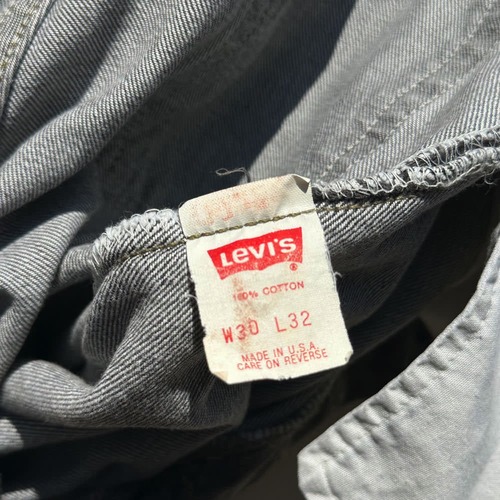 Levi's
®
100% COTTON
W30 L32
MADE IN U.S.A.
CARE ON REVERSE